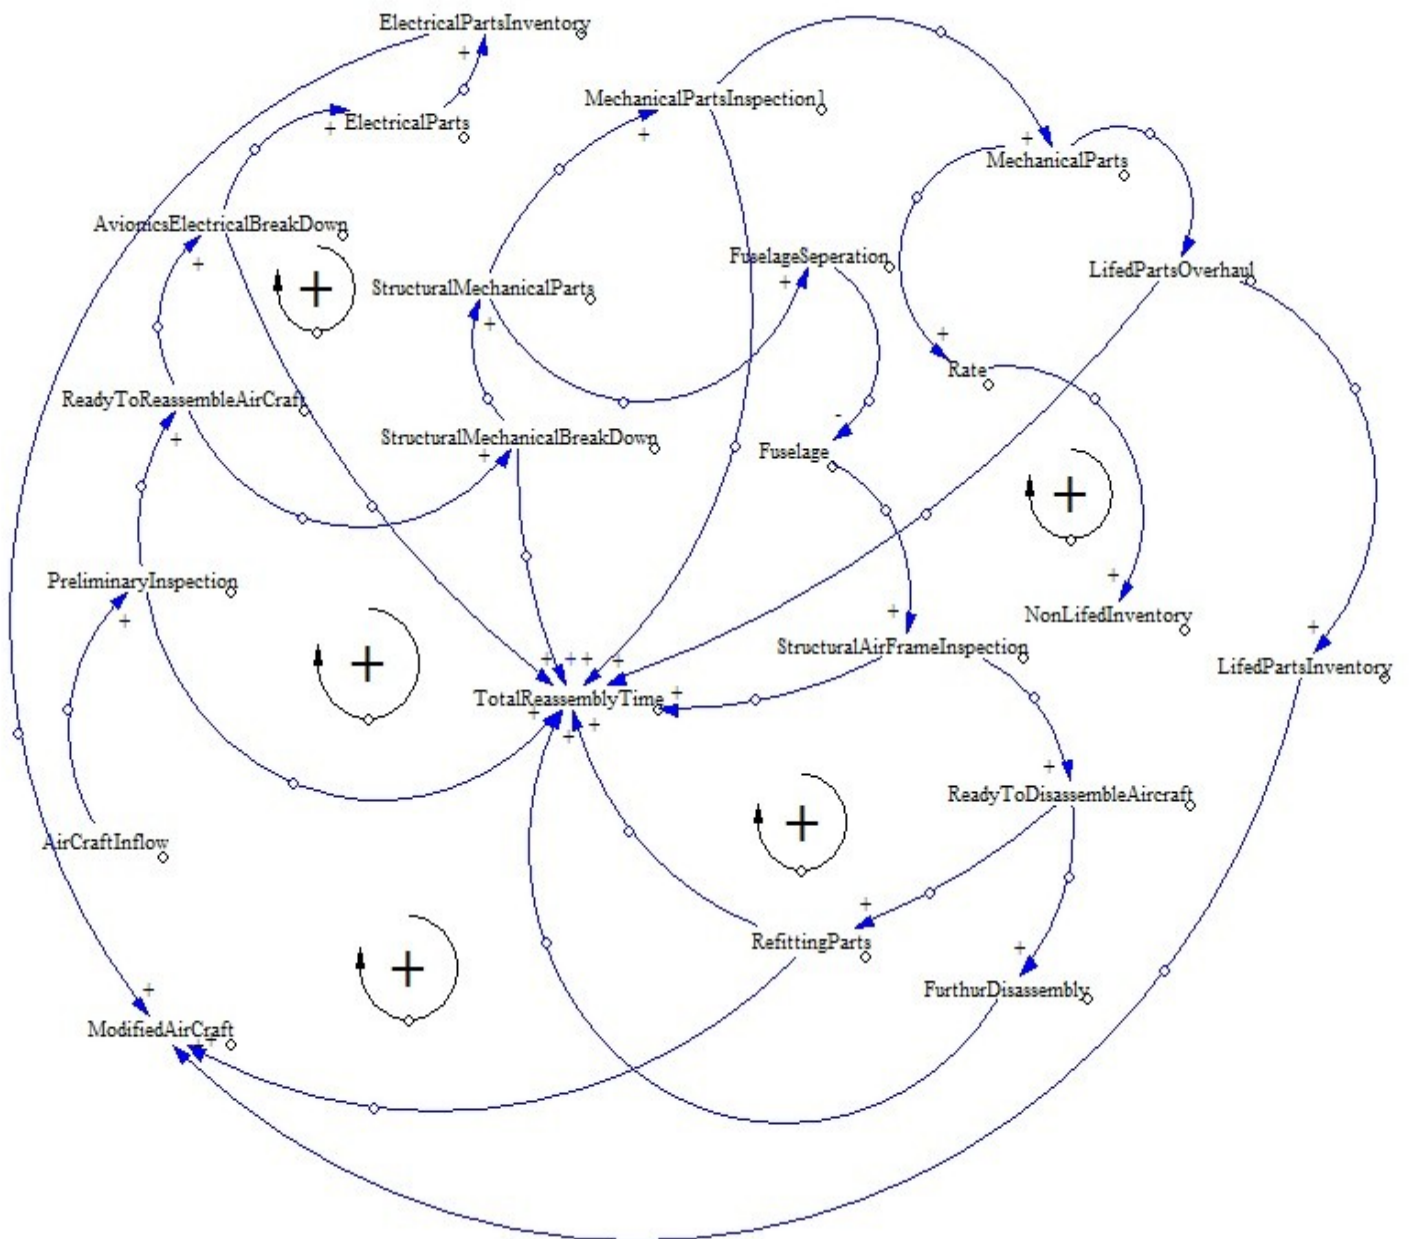 ElectricalPartsInventory
+
ElectricalParts
+
MechanicalPartsInspection1
+
MechanicalParts
+
AvionicsElectricalBreakDown
+
+
StructuralMechanicalParts
+
FuselageSeperation
+
LifedPartsOverhaul
Rate
+
ReadyToReassembleAirCraft
+
StructuralMechanicalBreakDown
+
Fuselage
-
+
PreliminaryInspection
+
+
NonLifedInventory
+
StructuralAirFrameInspection
+
LifedPartsInventory
+
+ + + +
TotalReassemblyTime +
+ + +
ReadyToDisassembleAircraft
+
+
AirCraftInflow
RefittingParts
+
FurthurDisassembly
+
+
ModifiedAirCraft
+
+ +